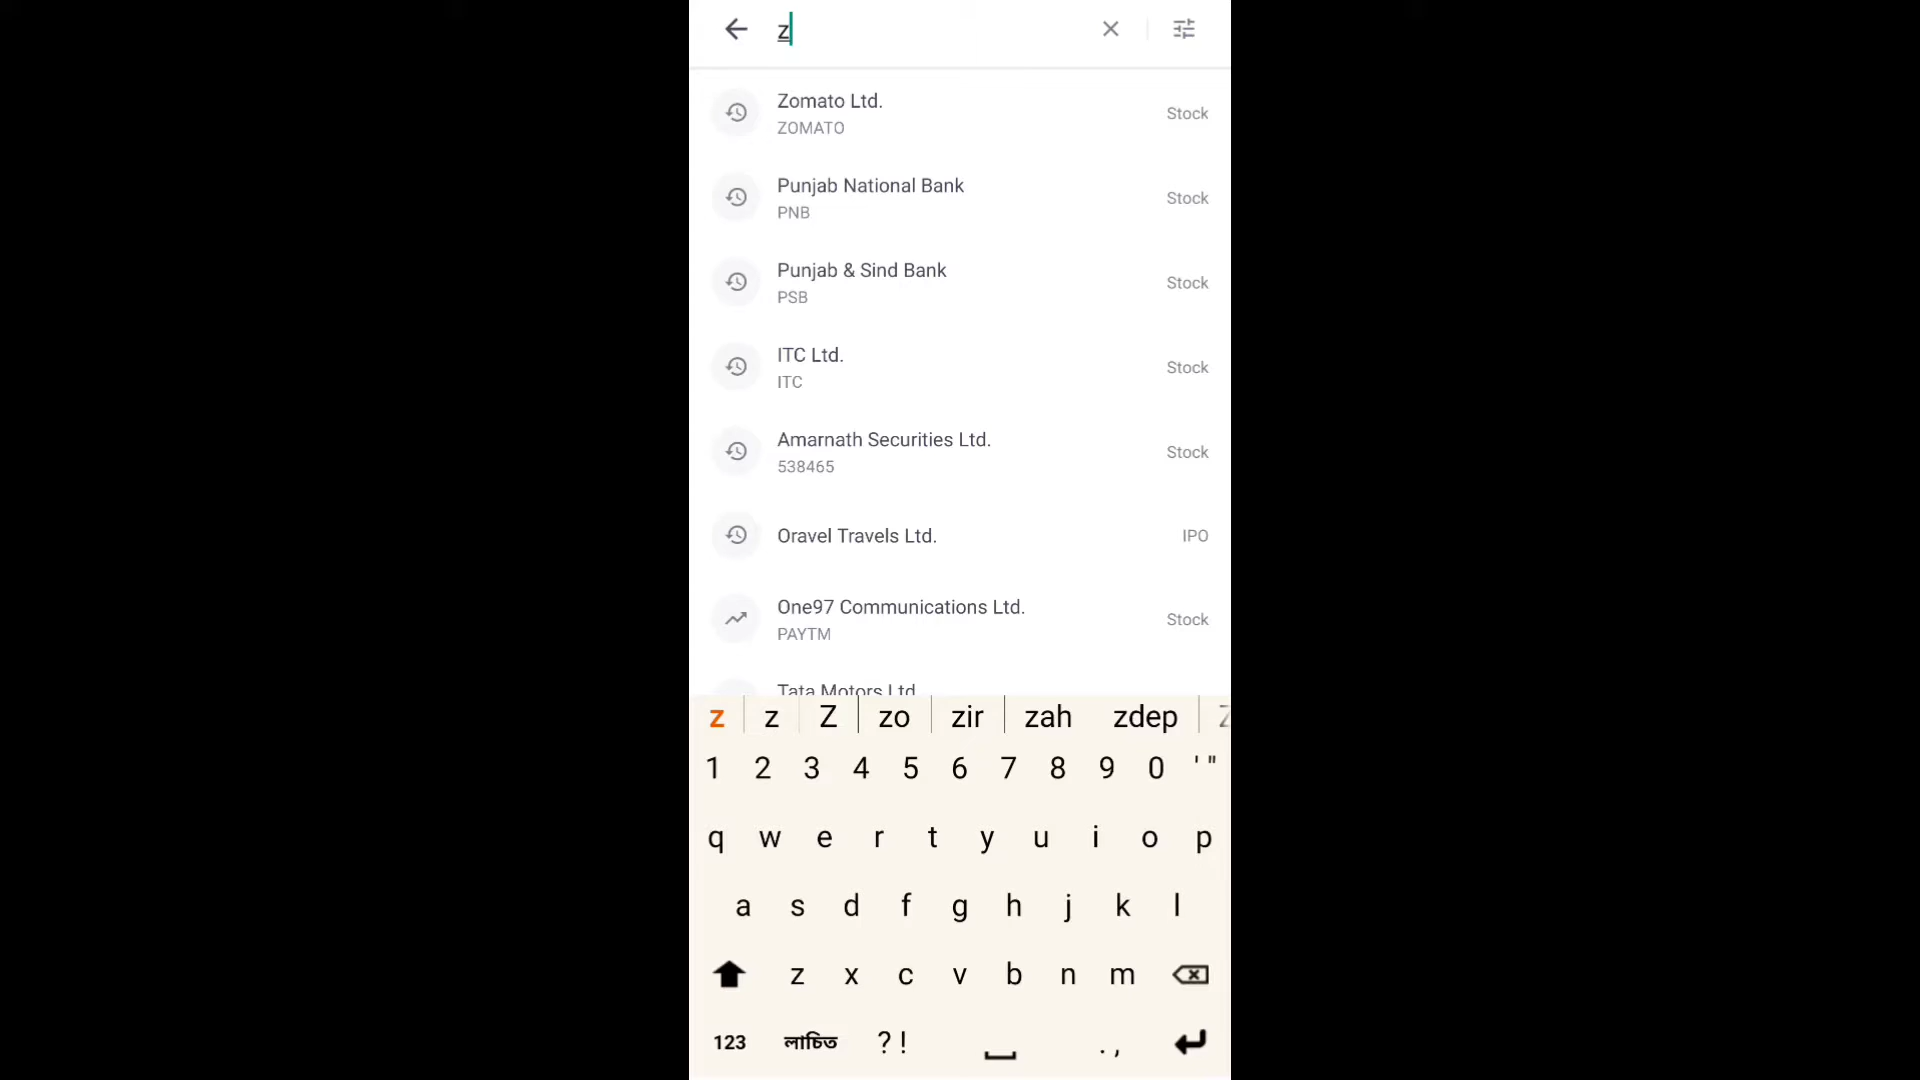 z
Zomato Ltd.
ZOMATO
Stock
Punjab National Bank
PNB
Stock
Punjab & Sind Bank
PSB
Stock
ITC Ltd.
ITC
Stock
Amarnath Securities Ltd.
538465
Stock
Oravel Travels Ltd.
IPO
One97 Communications Ltd.
PAYTM
Stock
Tata Motors Ltd
z z Z zo zir zah zdep
1 2 3 4 5 6 7 8 9 0 ' "
q w e r t y u i o p
a s d f g h j k l
z x c v b n m
123 লাচিত ? ! . ,